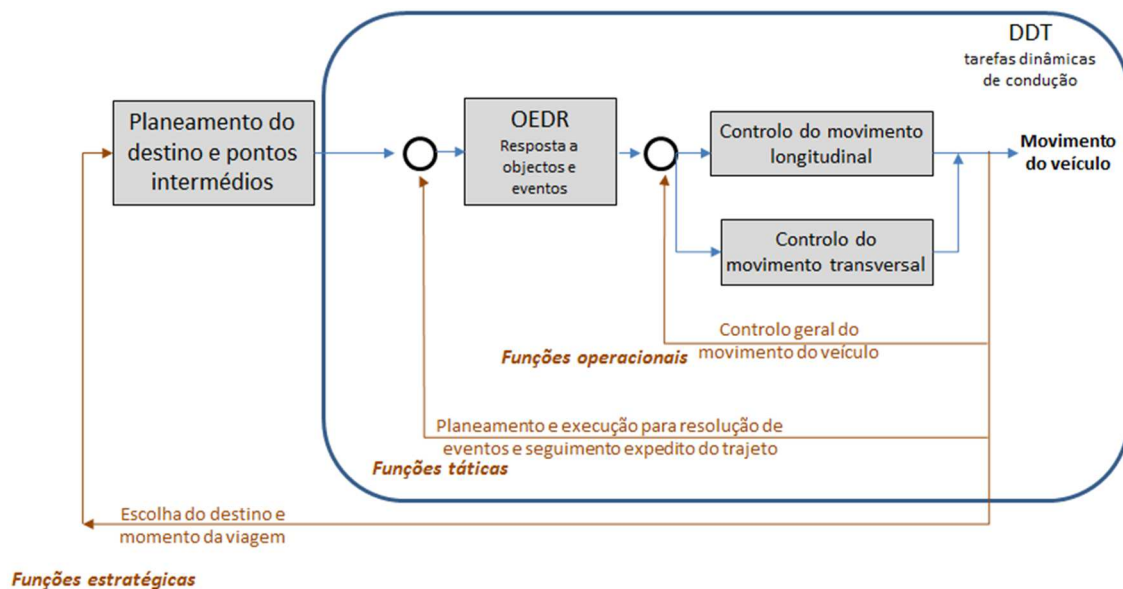 DDT
tarefas dinâmicas
de condução
Planeamento do
destino e pontos
intermédios
OEDR
Resposta a
objectos e
eventos
Controlo do movimento
longitudinal
Movimento
do veículo
Controlo do
movimento transversal
Controlo geral do
movimento do veículo
Funções operacionais
Planeamento e execução para resolução de
eventos e seguimento expedito do trajeto
Funções táticas
Escolha do destino e
momento da viagem
Funções estratégicas